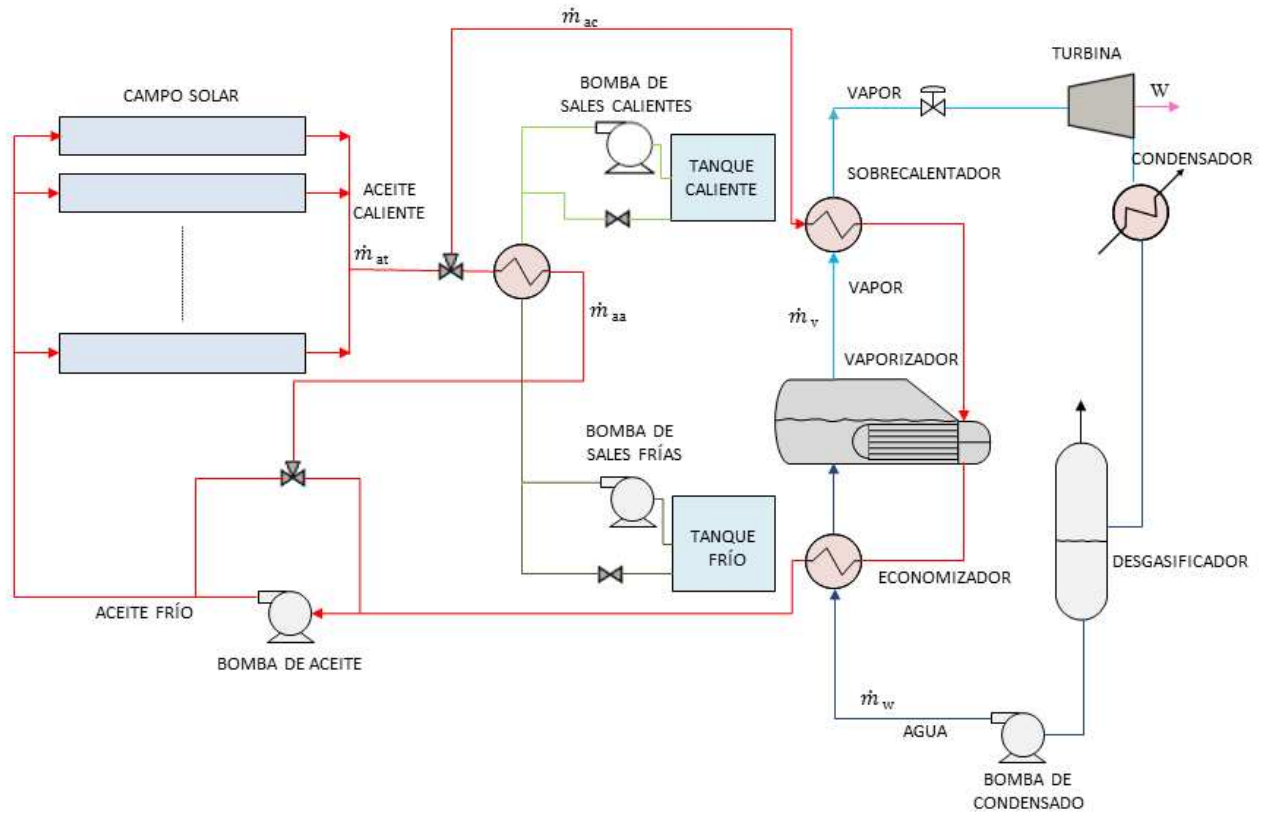 ṁ ac
TURBINA
BOMBA DE
SALES CALIENTES
CAMPO SOLAR
VAPOR
W
CONDENSADOR
TANQUE
CALIENTE
SOBRECALENTADOR
ACEITE
CALIENTE
ṁ at
VAPOR
ṁ aa
ṁ v
VAPORIZADOR
BOMBA DE
SALES FRÍAS
TANQUE
FRÍO
DESGASIFICADOR
ECONOMIZADOR
ACEITE FRÍO
BOMBA DE ACEITE
ṁ w
AGUA
BOMBA DE
CONDENSADO